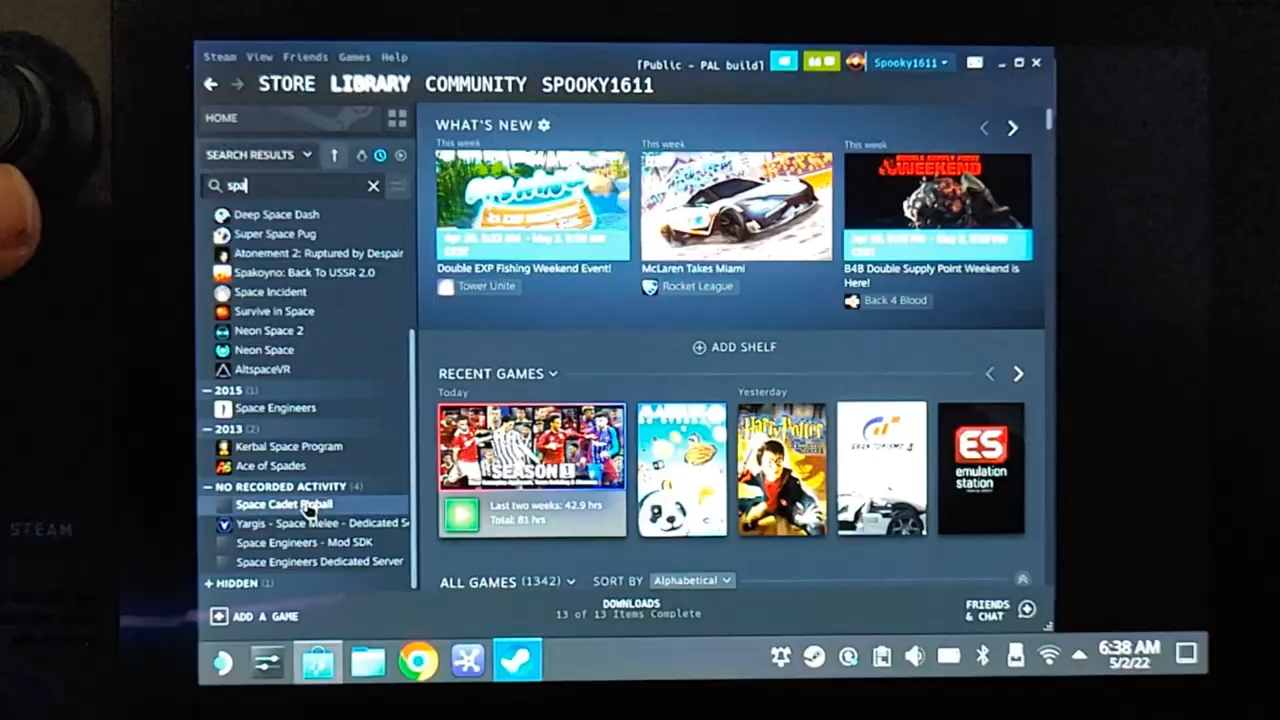 Steam View Friends Games Help
[Public - PAL build]
Spooky1611
STORE LIBRARY COMMUNITY SPOOKY1611
HOME
SEARCH RESULTS
spa
Deep Space Dash
Super Space Pug
Atonement 2: Ruptured by Despair
Spakoyno: Back To USSR 2.0
Space Incident
Survive in Space
Neon Space 2
Neon Space
AltspaceVR
2015 (1)
Space Engineers
2013 (2)
Kerbal Space Program
Ace of Spades
NO RECORDED ACTIVITY (4)
Space Cadet Pinball
Yargis - Space Melee - Dedicated S
Space Engineers - Mod SDK
Space Engineers Dedicated Server
+ HIDDEN (1)
ADD A GAME
WHAT'S NEW
This week
This week
This week
WEEKEND
Double EXP Fishing Weekend Event!
Tower Unite
McLaren Takes Miami
Rocket League
B4B Double Supply Point Weekend is
Here!
Back 4 Blood
ADD SHELF
RECENT GAMES
Today
Yesterday
SEASON 1
Last two weeks: 42.9 hrs
Total: 81 hrs
Harry Potter
GRAN TURISMO 4
ES
emulation
station
ALL GAMES (1342) SORT BY Alphabetical
DOWNLOADS
13 of 13 Items Complete
FRIENDS
& CHAT
STEAM
6:38 AM
5/2/22